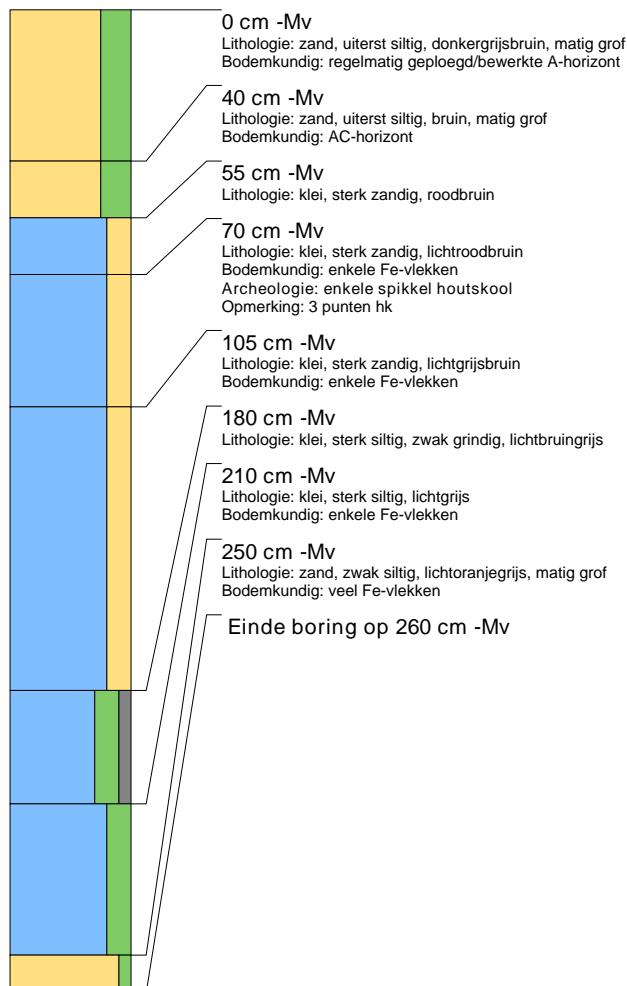 0 cm -Mv
Lithologie: zand, uiterst siltig, donkergrijsbruin, matig grof
Bodemkundig: regelmatig geploegd/bewerkte A-horizont
40 cm -Mv
Lithologie: zand, uiterst siltig, bruin, matig grof
Bodemkundig: AC-horizont
55 cm -Mv
Lithologie: klei, sterk zandig, roodbruin
70 cm -Mv
Lithologie: klei, sterk zandig, lichtroodbruin
Bodemkundig: enkele Fe-vlekken
Archeologie: enkele spikkel houtskool
Opmerking: 3 punten hk
105 cm -Mv
Lithologie: klei, sterk zandig, lichtgrijsbruin
Bodemkundig: enkele Fe-vlekken
180 cm -Mv
Lithologie: klei, sterk siltig, zwak grindig, lichtbruingrijs
210 cm -Mv
Lithologie: klei, sterk siltig, lichtgrijs
Bodemkundig: enkele Fe-vlekken
250 cm -Mv
Lithologie: zand, zwak siltig, lichtoranjegrijs, matig grof
Bodemkundig: veel Fe-vlekken
Einde boring op 260 cm -Mv